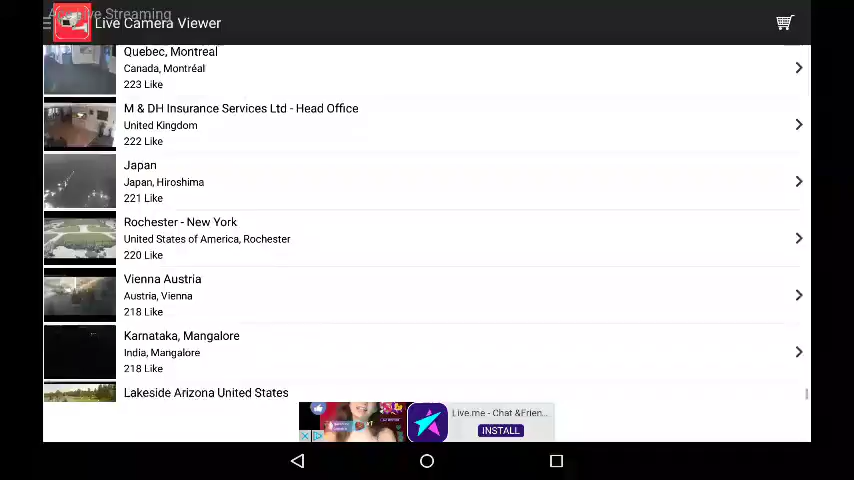 Live Streaming
Live Camera Viewer
Quebec, Montreal
Canada, Montréal
223 Like
M & DH Insurance Services Ltd - Head Office
United Kingdom
222 Like
Japan
Japan, Hiroshima
221 Like
Rochester - New York
United States of America, Rochester
220 Like
Vienna Austria
Austria, Vienna
218 Like
Karnataka, Mangalore
India, Mangalore
218 Like
Lakeside Arizona United States
Live.me - Chat &Frien...
INSTALL